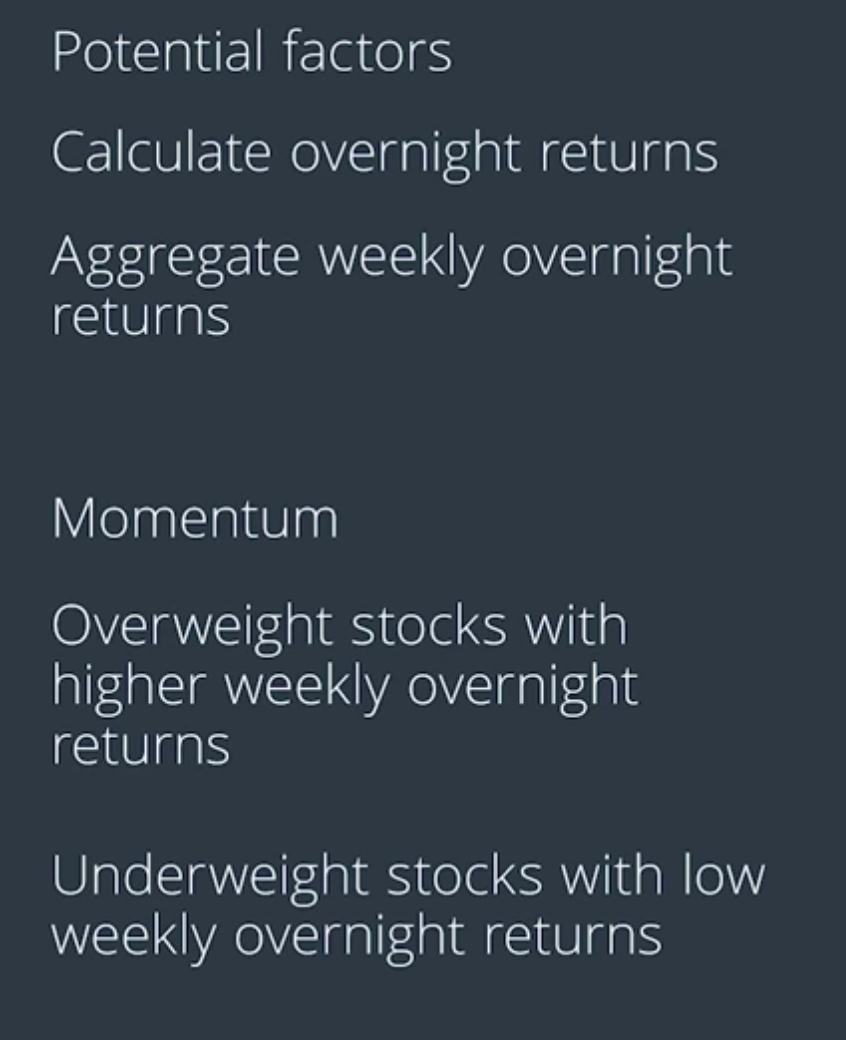 Potential factors
Calculate overnight returns
Aggregate weekly overnight
returns
Momentum
Overweight stocks with
higher weekly overnight
returns
Underweight stocks with low
weekly overnight returns